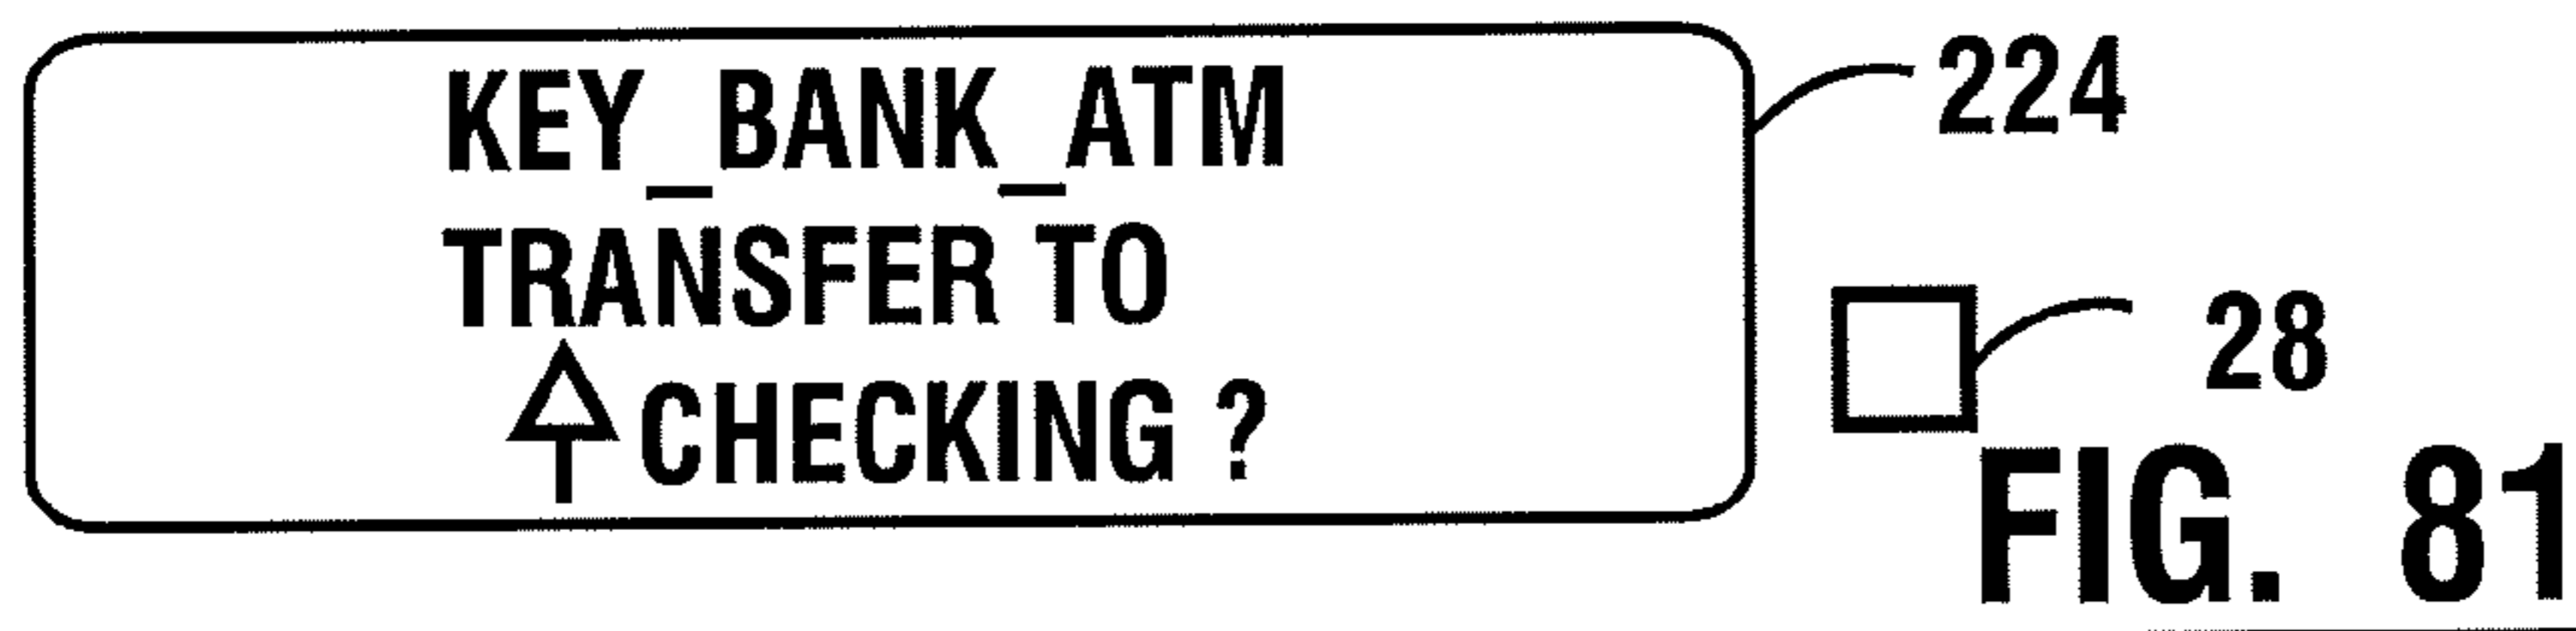 KEY_BANK_ATM
TRANSFER TO
CHECKING ?
224
28
FIG. 81